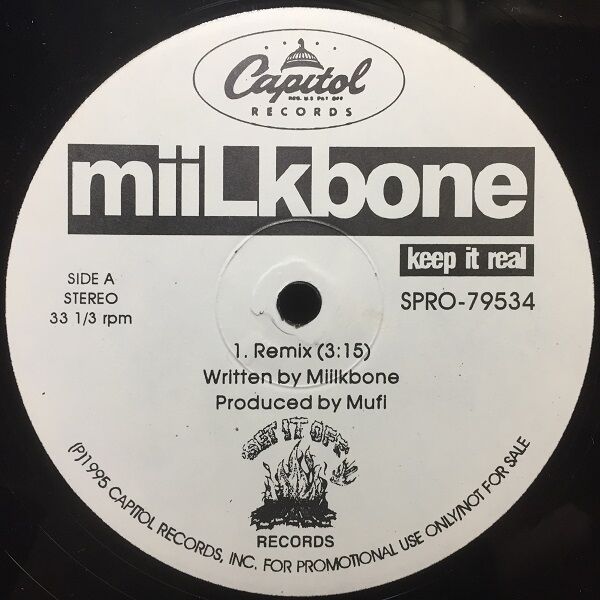 Capitol
REG. U.S. PAT. OFF.
RECORDS
miiLkbone
keep it real
SIDE A
STEREO
33 1/3 rpm
SPRO-79534
1. Remix (3:15)
Written by Miilkbone
Produced by Mufi
SET IT OFF
RECORDS
(P)1995 CAPITOL RECORDS, INC. FOR PROMOTIONAL USE ONLY/NOT FOR SALE